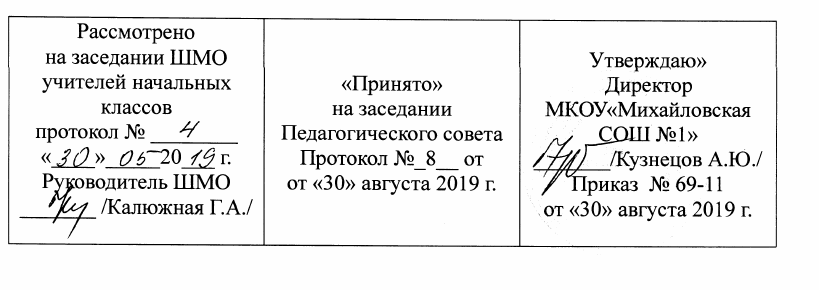 Рассмотрено
на заседании ШМО
учителей начальных
классов
протокол № 4
«30» 05 2019 г.
Руководитель ШМО
________ /Калюжная Г.А./
«Принято»
на заседании
Педагогического совета
Протокол №_8__ от
от «30» августа 2019 г.
Утверждаю»
Директор
МКОУ«Михайловская
СОШ №1»
________/Кузнецов А.Ю./
Приказ № 69-11
от «30» августа 2019 г.